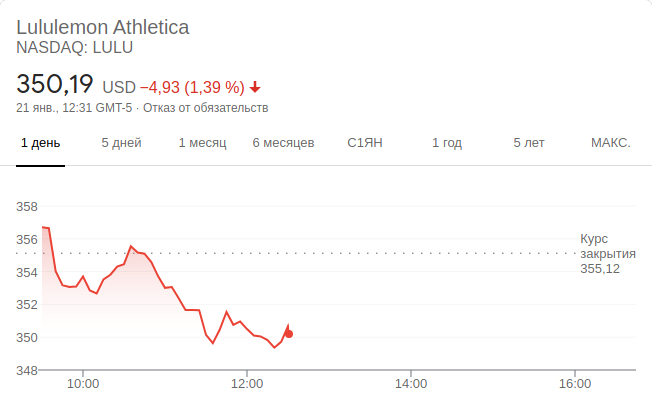 Lululemon Athletica
NASDAQ: LULU
350,19 USD −4,93 (1,39 %)
21 янв., 12:31 GMT-5 · Отказ от обязательств
1 день 5 дней 1 месяц 6 месяцев С1ЯН 1 год 5 лет МАКС.
358
356
354
352
350
348
Курс
закрытия
355,12
10:00 12:00 14:00 16:00